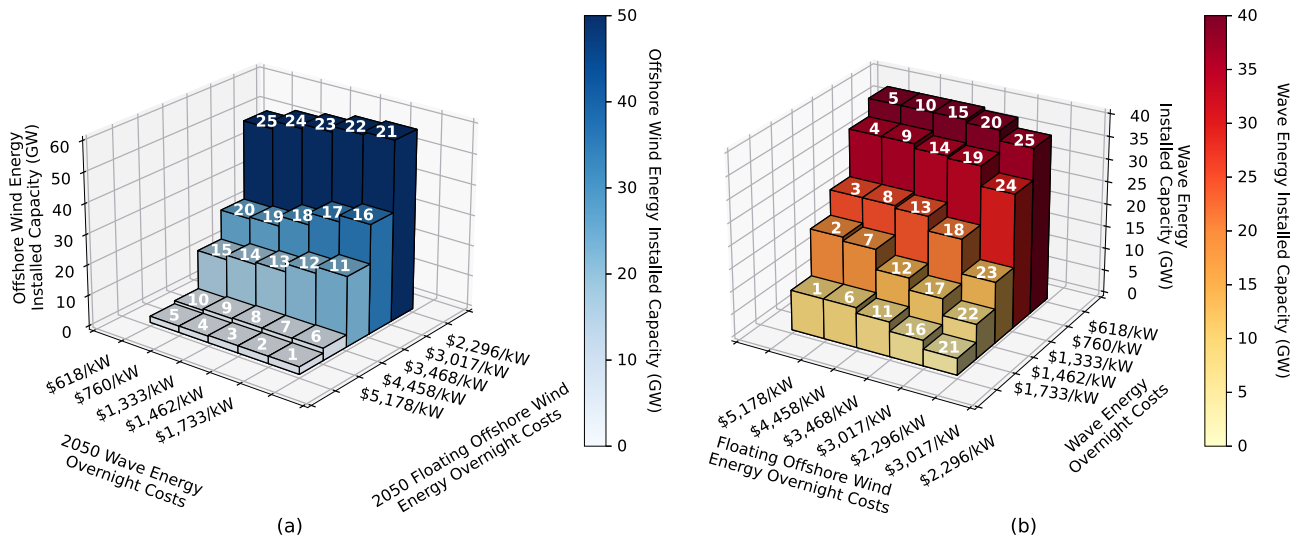 Offshore Wind Energy
Installed Capacity (GW)
60
50
40
30
20
10
0
25
24
23
22
21
20
19
18
17
16
15
14
13
12
11
10
9
8
7
6
5
4
3
2
1
$618/kW
$760/kW
$1,333/kW
$1,462/kW
$1,733/kW
2050 Wave Energy
Overnight Costs
$2,296/kW
$3,017/kW
$3,468/kW
$4,458/kW
$5,178/kW
2050 Floating Offshore Wind
Energy Overnight Costs
50
40
30
20
10
0
Offshore Wind Energy Installed Capacity (GW)
(a)
5
10
15
20
25
4
9
14
19
24
3
8
13
18
23
2
7
12
17
22
1
6
11
16
21
$5,178/kW
$4,458/kW
$3,468/kW
$3,017/kW
$2,296/kW
$3,017/kW
$2,296/kW
Floating Offshore Wind
Energy Overnight Costs
$618/kW
$760/kW
$1,333/kW
$1,462/kW
$1,733/kW
Wave Energy
Overnight Costs
40
35
30
25
20
15
10
5
0
Wave Energy
Installed Capacity (GW)
40
35
30
25
20
15
10
5
0
Wave Energy Installed Capacity (GW)
(b)